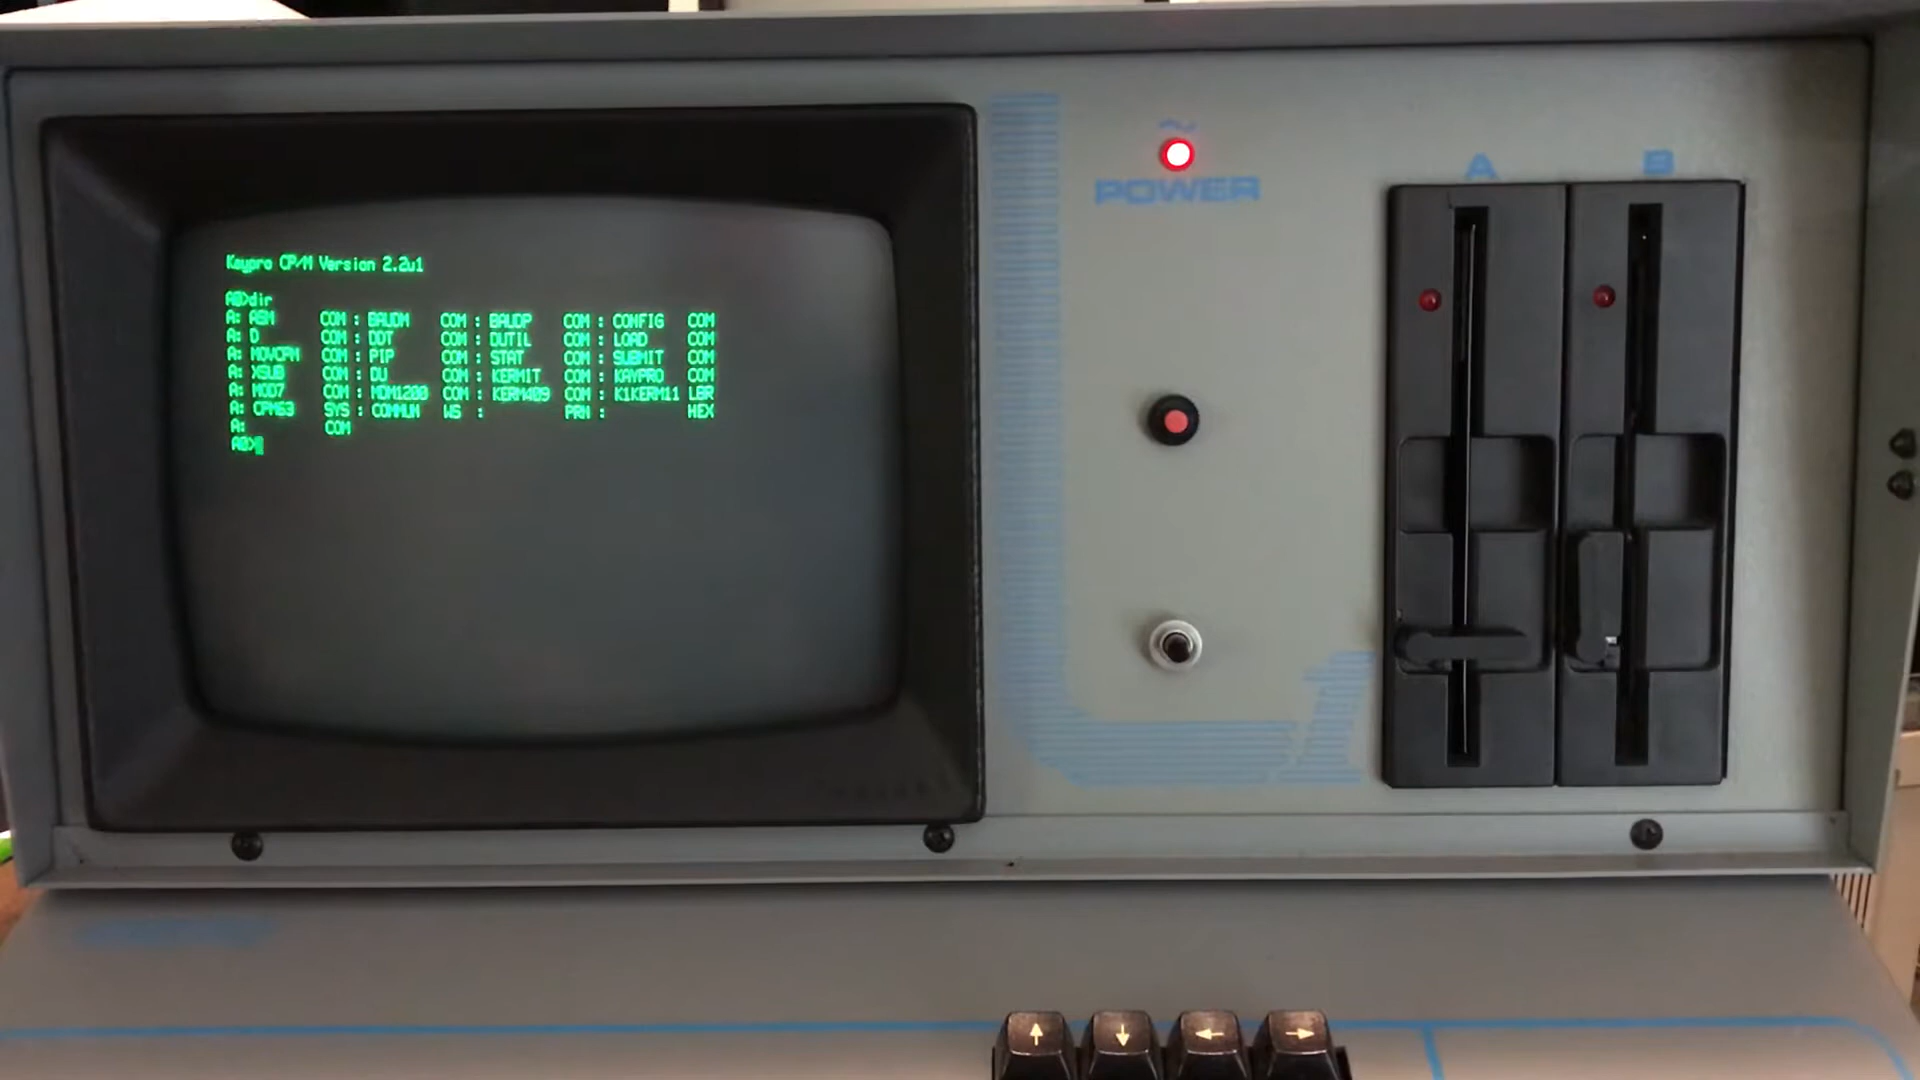 Kaypro CP/M Version 2.2u1
A0>dir
A: ASM COM : BAUDM COM : BAUDP COM : CONFIG COM
A: D COM : DDT COM : DUTIL COM : LOAD COM
A: MOVCPM COM : PIP COM : STAT COM : SUBMIT COM
A: XSUB COM : DU COM : KERMIT COM : KAYPRO COM
A: MOD7 COM : MDM1200 COM : KERM409 COM : K1KERM11 LBR
A: CPM63 SYS : COMMUN WS : PRN : HEX
A: COM
A0>
POWER
A B
1
↑ ↓ ← →